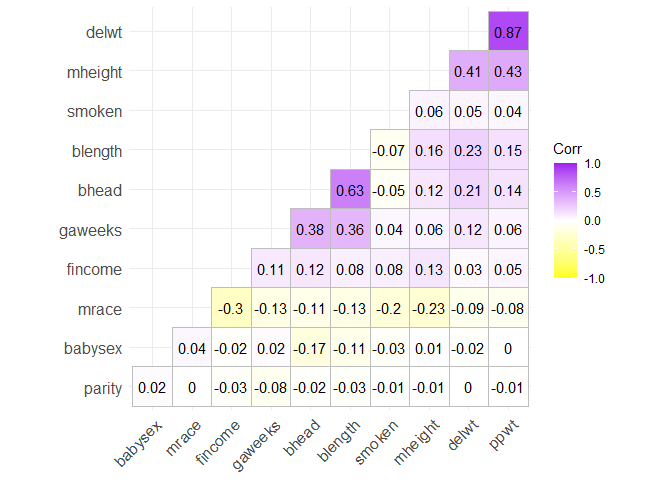 delwt 0.87
mheight 0.41 0.43
smoken 0.06 0.05 0.04
blength -0.07 0.16 0.23 0.15
bhead 0.63 -0.05 0.12 0.21 0.14
gaweeks 0.38 0.36 0.04 0.06 0.12 0.06
fincome 0.11 0.12 0.08 0.08 0.13 0.03 0.05
mrace -0.3 -0.13 -0.11 -0.13 -0.2 -0.23 -0.09 -0.08
babysex 0.04 -0.02 0.02 -0.17 -0.11 -0.03 0.01 -0.02 0
parity 0.02 0 -0.03 -0.08 -0.02 -0.03 -0.01 -0.01 0 -0.01
babysex mrace fincome gaweeks bhead blength smoken mheight delwt ppwt
Corr
1.0
0.5
0.0
-0.5
-1.0